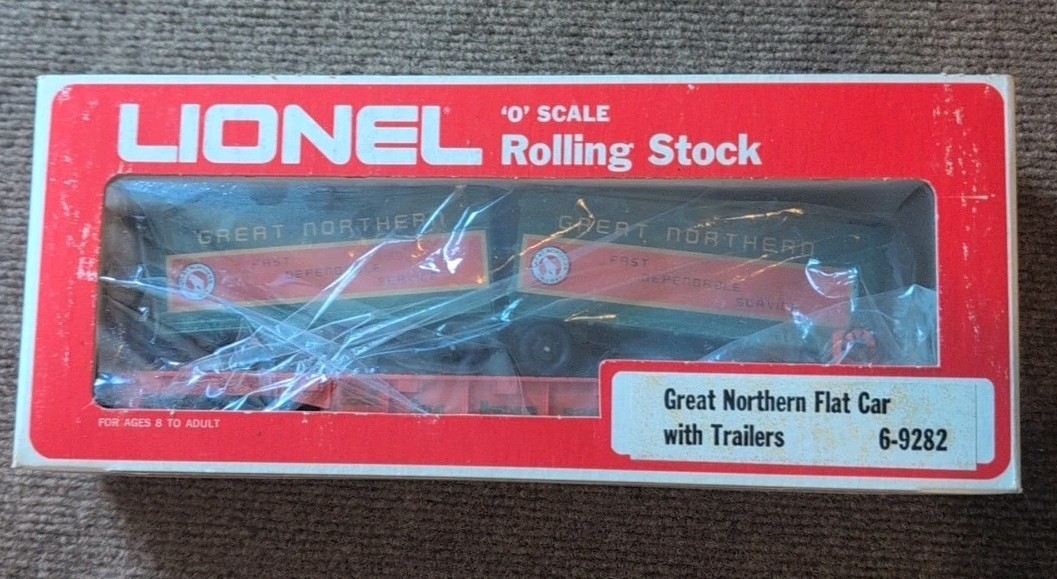 LIONEL
'O' SCALE
Rolling Stock
GREAT NORTHERN
FAST
DEPENDABLE
GREAT NORTHERN
FAST
DEPENDABLE
SERVICE
FOR AGES 8 TO ADULT
Great Northern Flat Car
with Trailers 6-9282